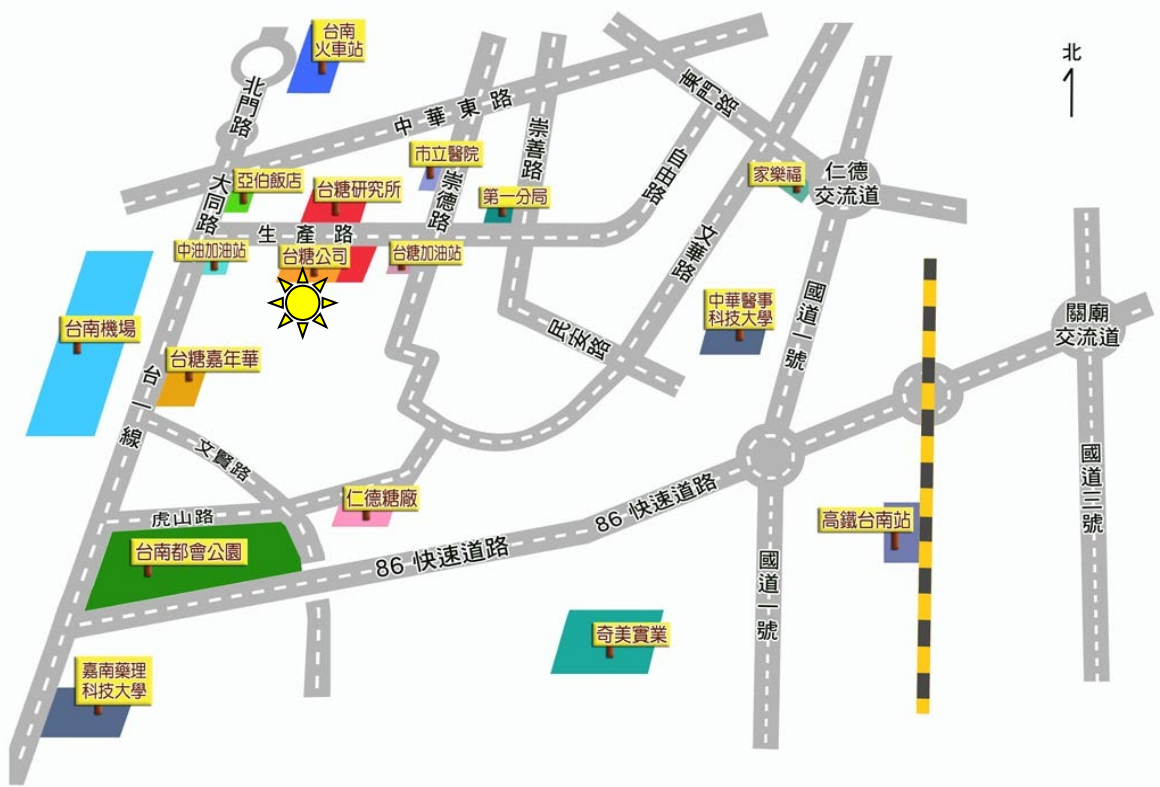 台南
火車站
北
北門路
中華東路
東門路
崇善路
市立醫院
自由路
家樂福
仁德
交流道
亞伯飯店
台糖研究所
大同路
崇德路
第一分局
生產路
中油加油站
台糖公司
台糖加油站
文華路
台南機場
中華醫事
科技大學
國道一號
關廟
交流道
民安路
台糖嘉年華
台一線
文賢路
國道三號
仁德糖廠
虎山路
86 快速道路
高鐵台南站
台南都會公園
86 快速道路
國道一號
奇美實業
嘉南藥理
科技大學